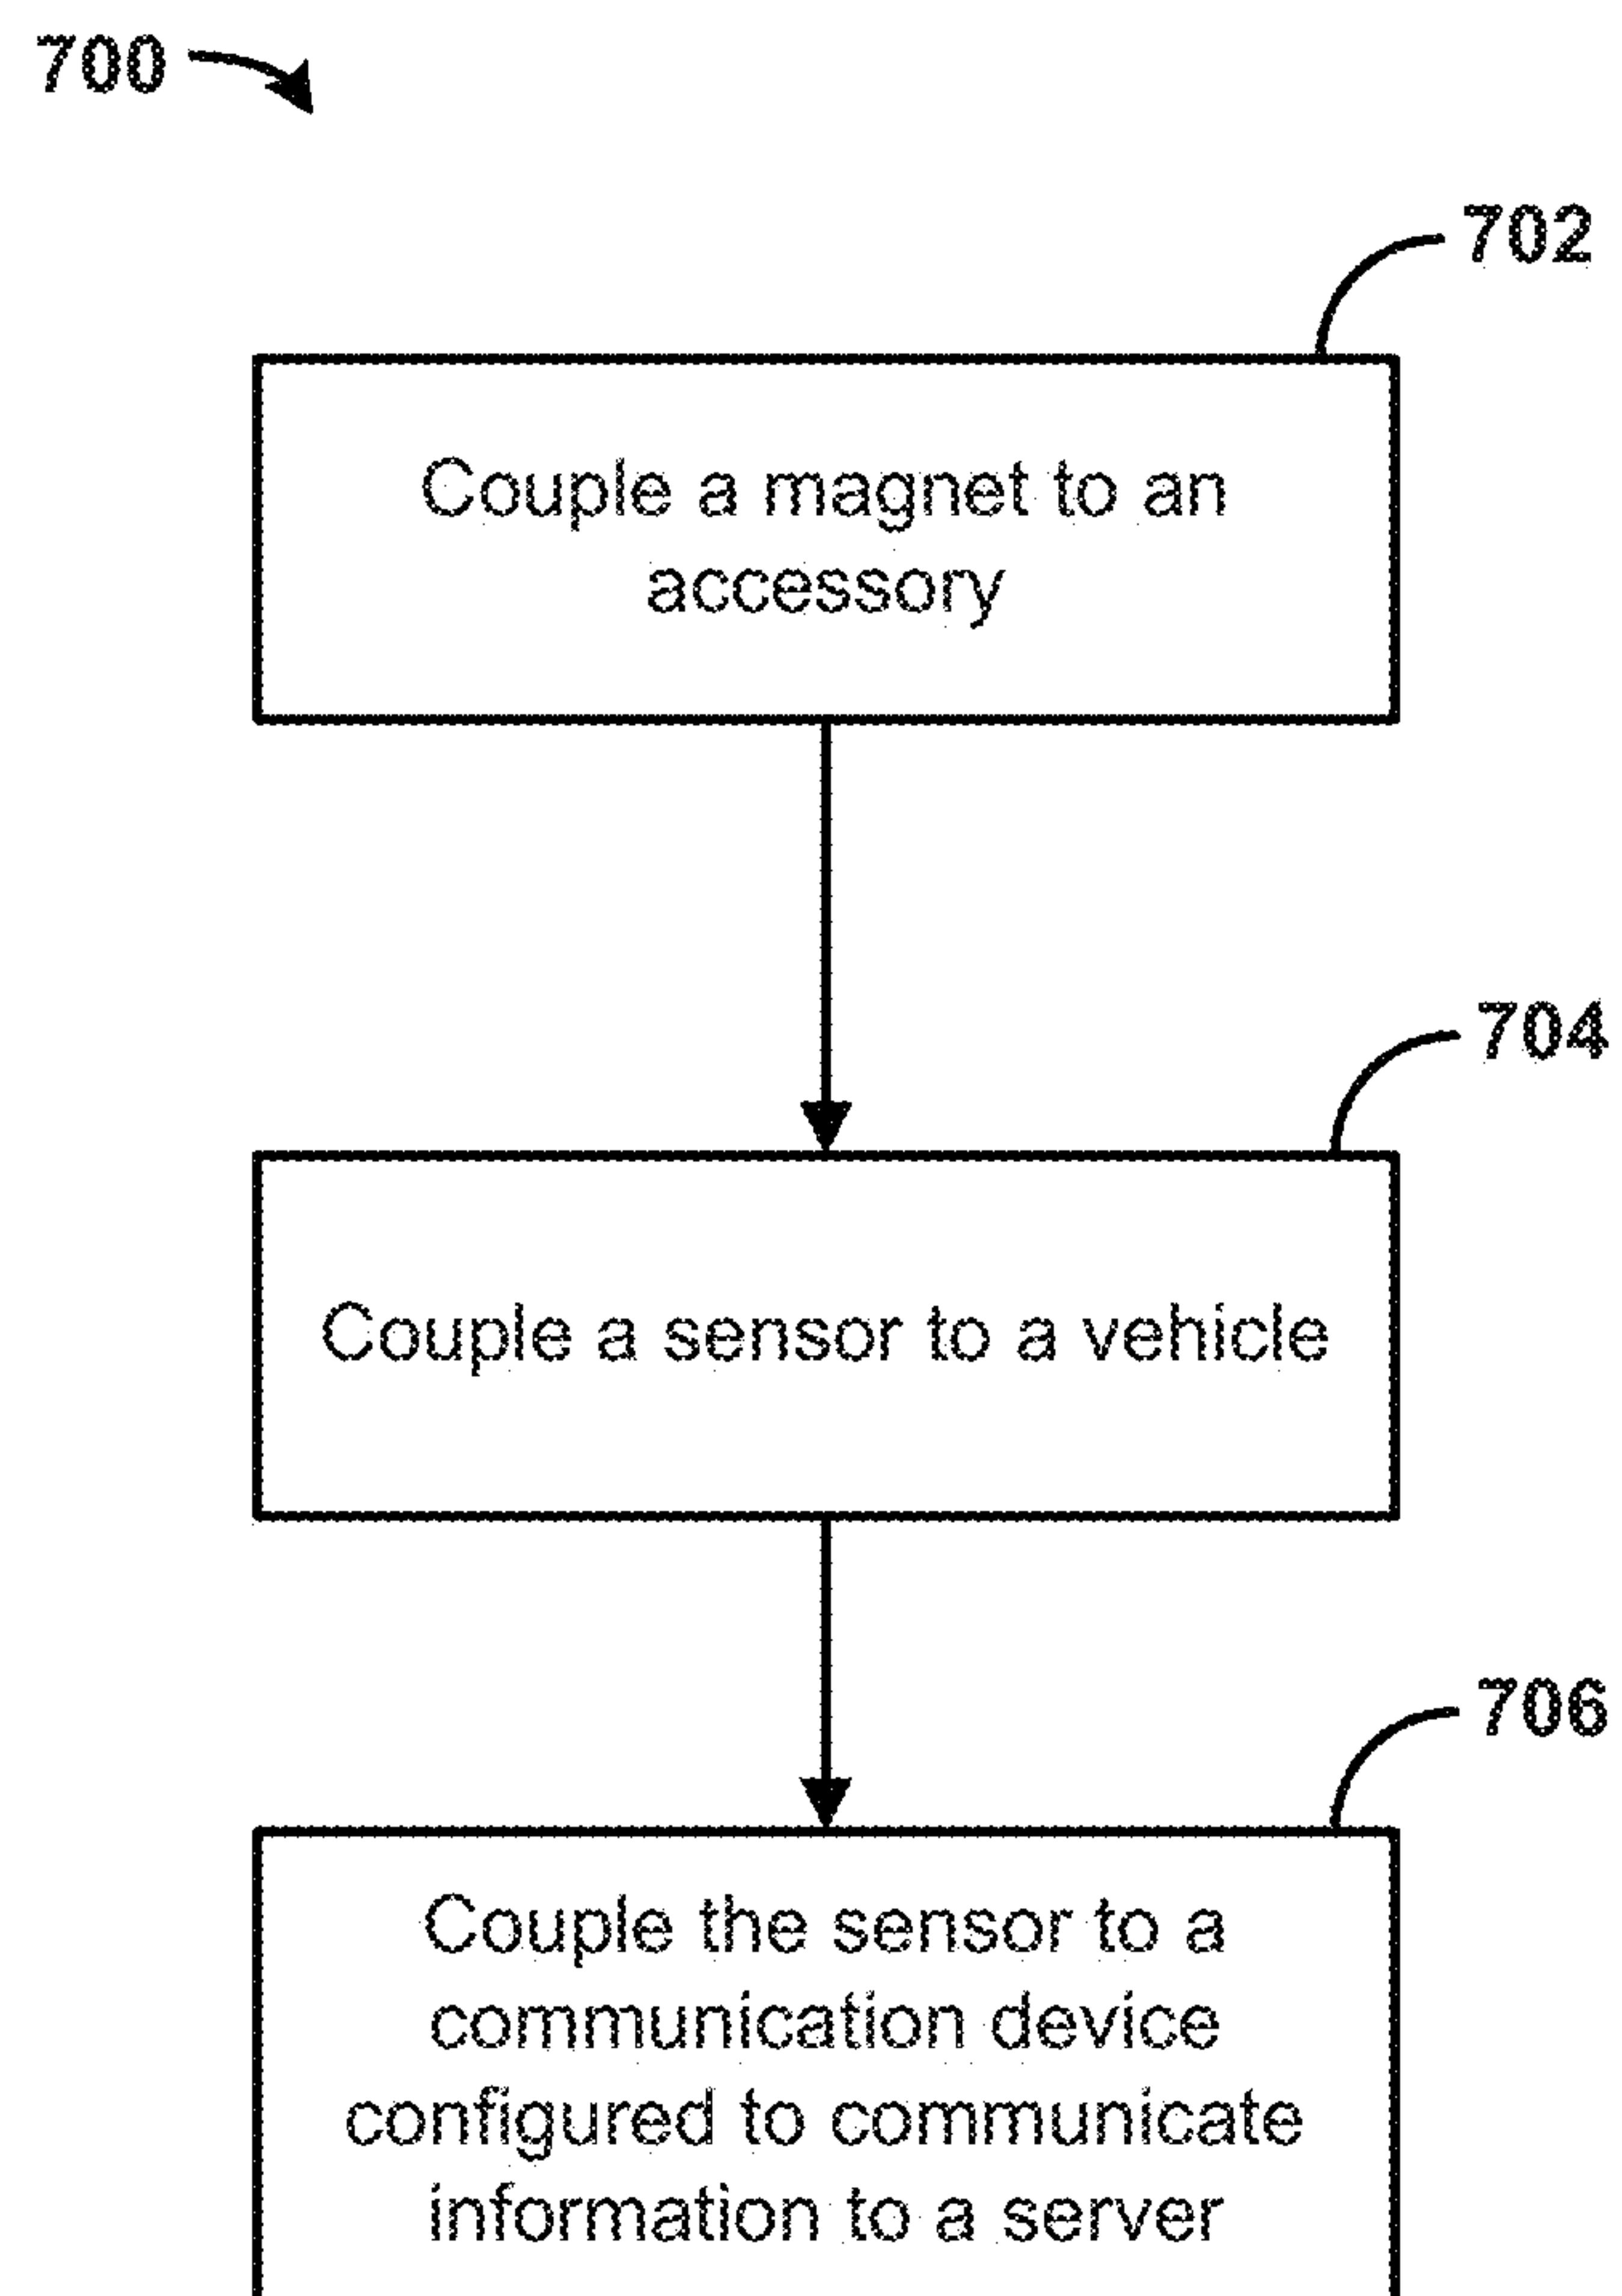 700
702
Couple a magnet to an
accessory
704
Couple a sensor to a vehicle
706
Couple the sensor to a
communication device
configured to communicate
information to a server